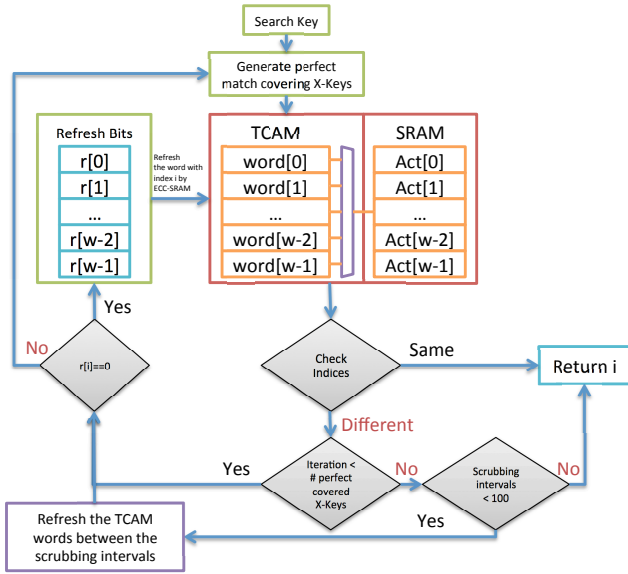 Search Key
Generate perfect
match covering X-Keys
Refresh Bits
r[0]
r[1]
...
r[w-2]
r[w-1]
Refresh
the word with
index i by
ECC-SRAM
TCAM
word[0]
word[1]
...
word[w-2]
word[w-1]
SRAM
Act[0]
Act[1]
...
Act[w-2]
Act[w-1]
Yes
No
r[i]==0
Check
Indices
Same
Return i
Different
Yes
Iteration <
# perfect
covered
X-Keys
No
Scrubbing
intervals
< 100
No
Yes
Refresh the TCAM
words between the
scrubbing intervals